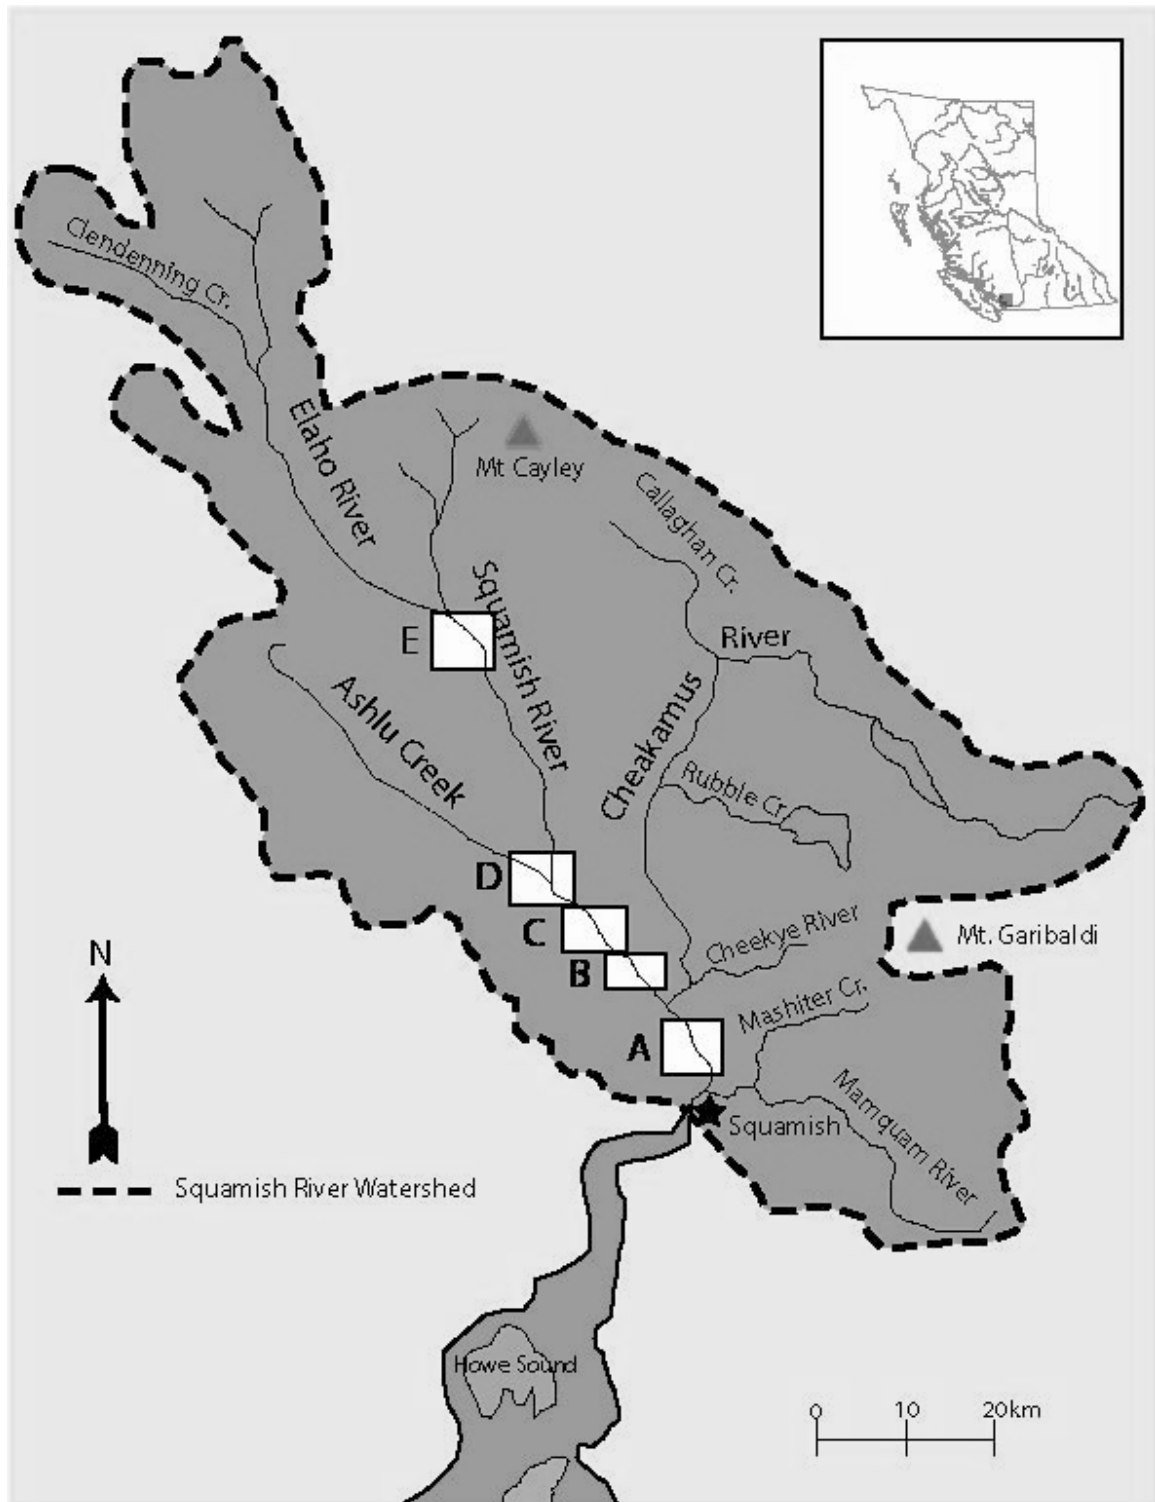 Clendenning Cr.
Elaho River
Mt Cayley
Callaghan Cr.
Squamish River
E
River
Ashlu Creek
Cheakamus
Rubble Cr.
D
C
Cheekye River
Mt. Garibaldi
B
N
Mashiter Cr.
A
Mamquam River
Squamish
Squamish River Watershed
Howe Sound
0 10 20km